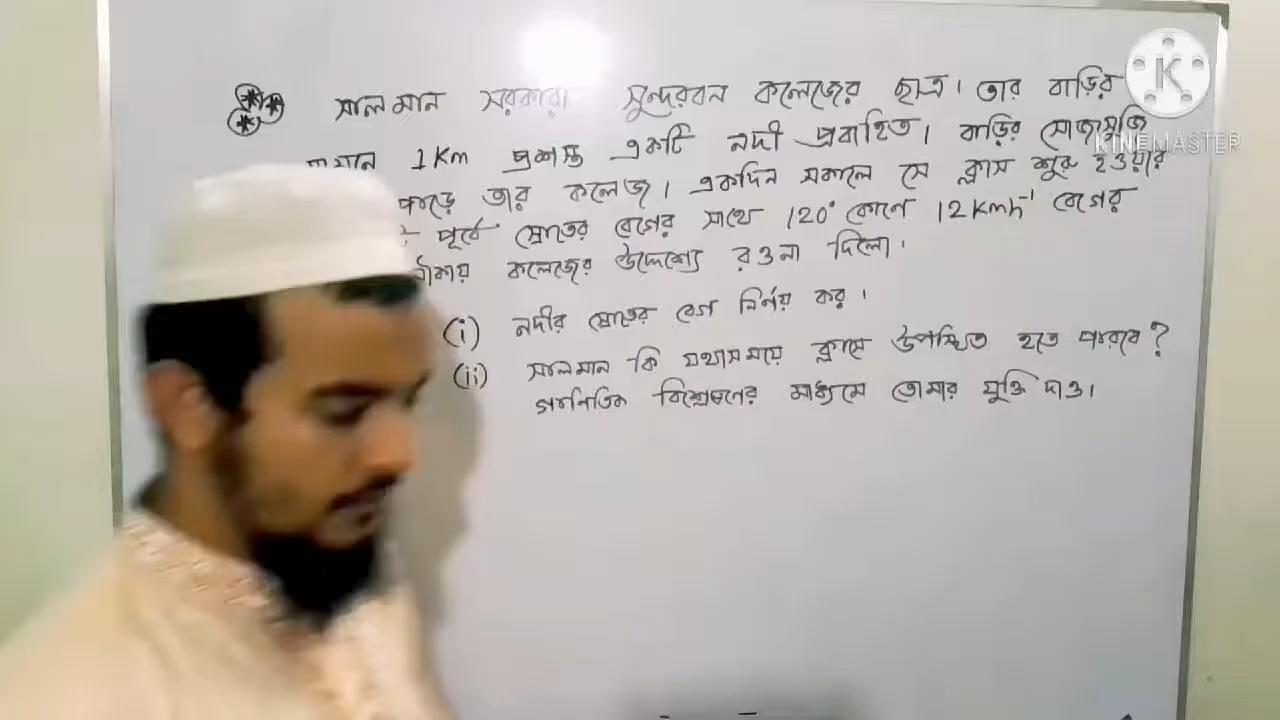 সালমান সরকার সুন্দরবন কলেজের ছাত্র। তার বাড়ির
1 Km প্রশস্ত একটি নদী প্রবাহিত। বাড়ির সোজাসুজি
তার কলেজ। একদিন সকালে সে ক্লাস শুরু হওয়ার
পূর্বে স্রোতের বেগের সাথে 120° কোণে 12 Kmh⁻¹ বেগের
কলেজের উদ্দেশ্যে রওনা দিলো।
(i) নদীর স্রোতের বেগ নির্নয় কর।
(ii) সালমান কি যথাসময়ে ক্লাসে উপস্থিত হতে পারবে?
গানিতিক বিশ্লেষণের মাধ্যমে তোমার যুক্তি দাও।
K
KINEMASTER